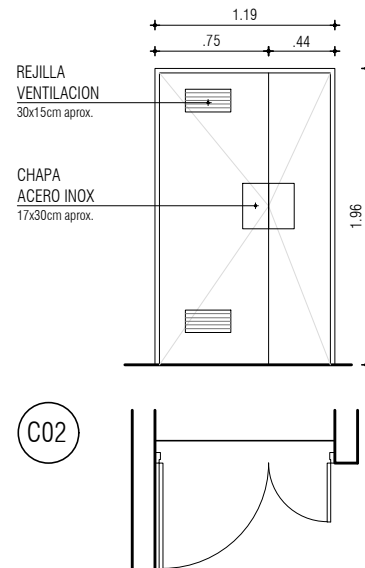 1.19
.75
.44
REJILLA
VENTILACION
30x15cm aprox.
CHAPA
ACERO INOX
17x30cm aprox.
1.96
C02